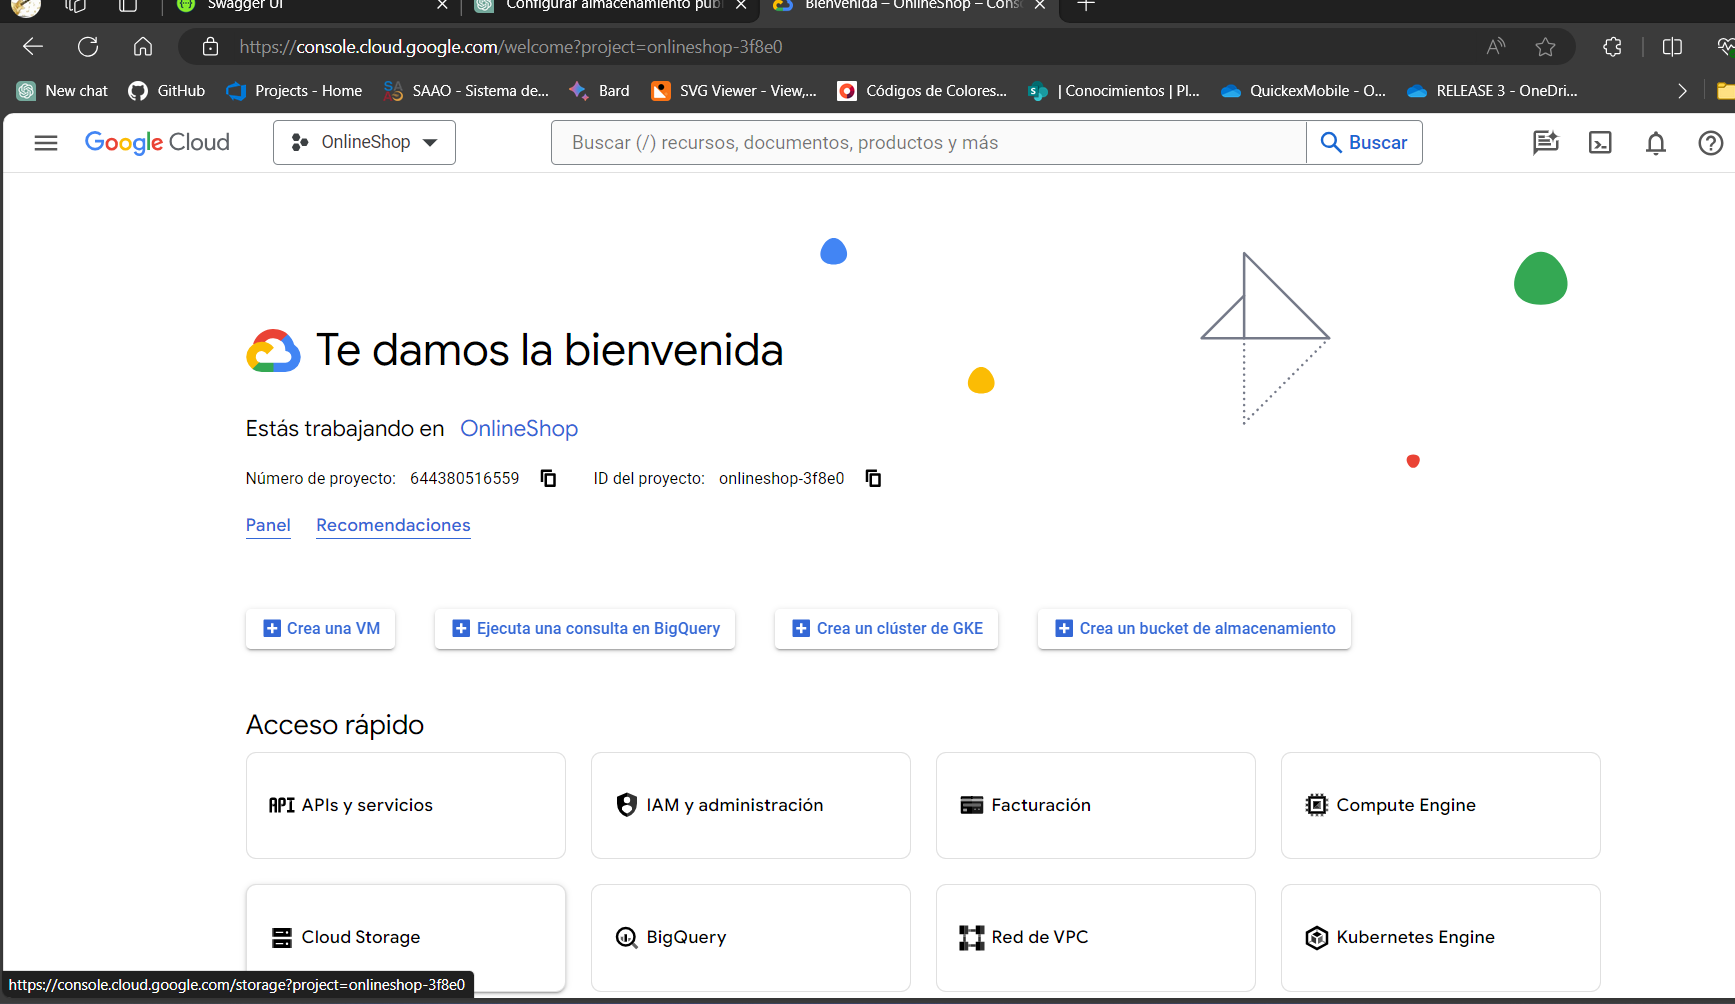 Swagger UI
Configurar almacenamiento púb
Bienvenida – OnlineShop – Cons
https://console.cloud.google.com/welcome?project=onlineshop-3f8e0
New chat
GitHub
Projects - Home
SAAO - Sistema de...
Bard
SVG Viewer - View,...
Códigos de Colores...
| Conocimientos | Pl...
QuickexMobile - O...
RELEASE 3 - OneDri...
Google Cloud
OnlineShop
Buscar (/) recursos, documentos, productos y más
Buscar
Te damos la bienvenida
Estás trabajando en OnlineShop
Número de proyecto: 644380516559 ID del proyecto: onlineshop-3f8e0
Panel Recomendaciones
Crea una VM
Ejecuta una consulta en BigQuery
Crea un clúster de GKE
Crea un bucket de almacenamiento
Acceso rápido
API APIs y servicios
IAM y administración
Facturación
Compute Engine
Cloud Storage
BigQuery
Red de VPC
Kubernetes Engine
https://console.cloud.google.com/storage?project=onlineshop-3f8e0